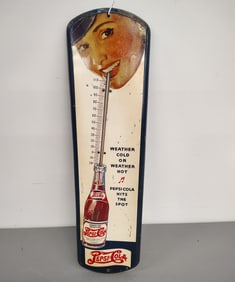 WEATHER
COLD
OR
WEATHER
HOT
PEPSI-COLA
HITS
THE
SPOT
PEPSI-COLA
PEPSI-COLA